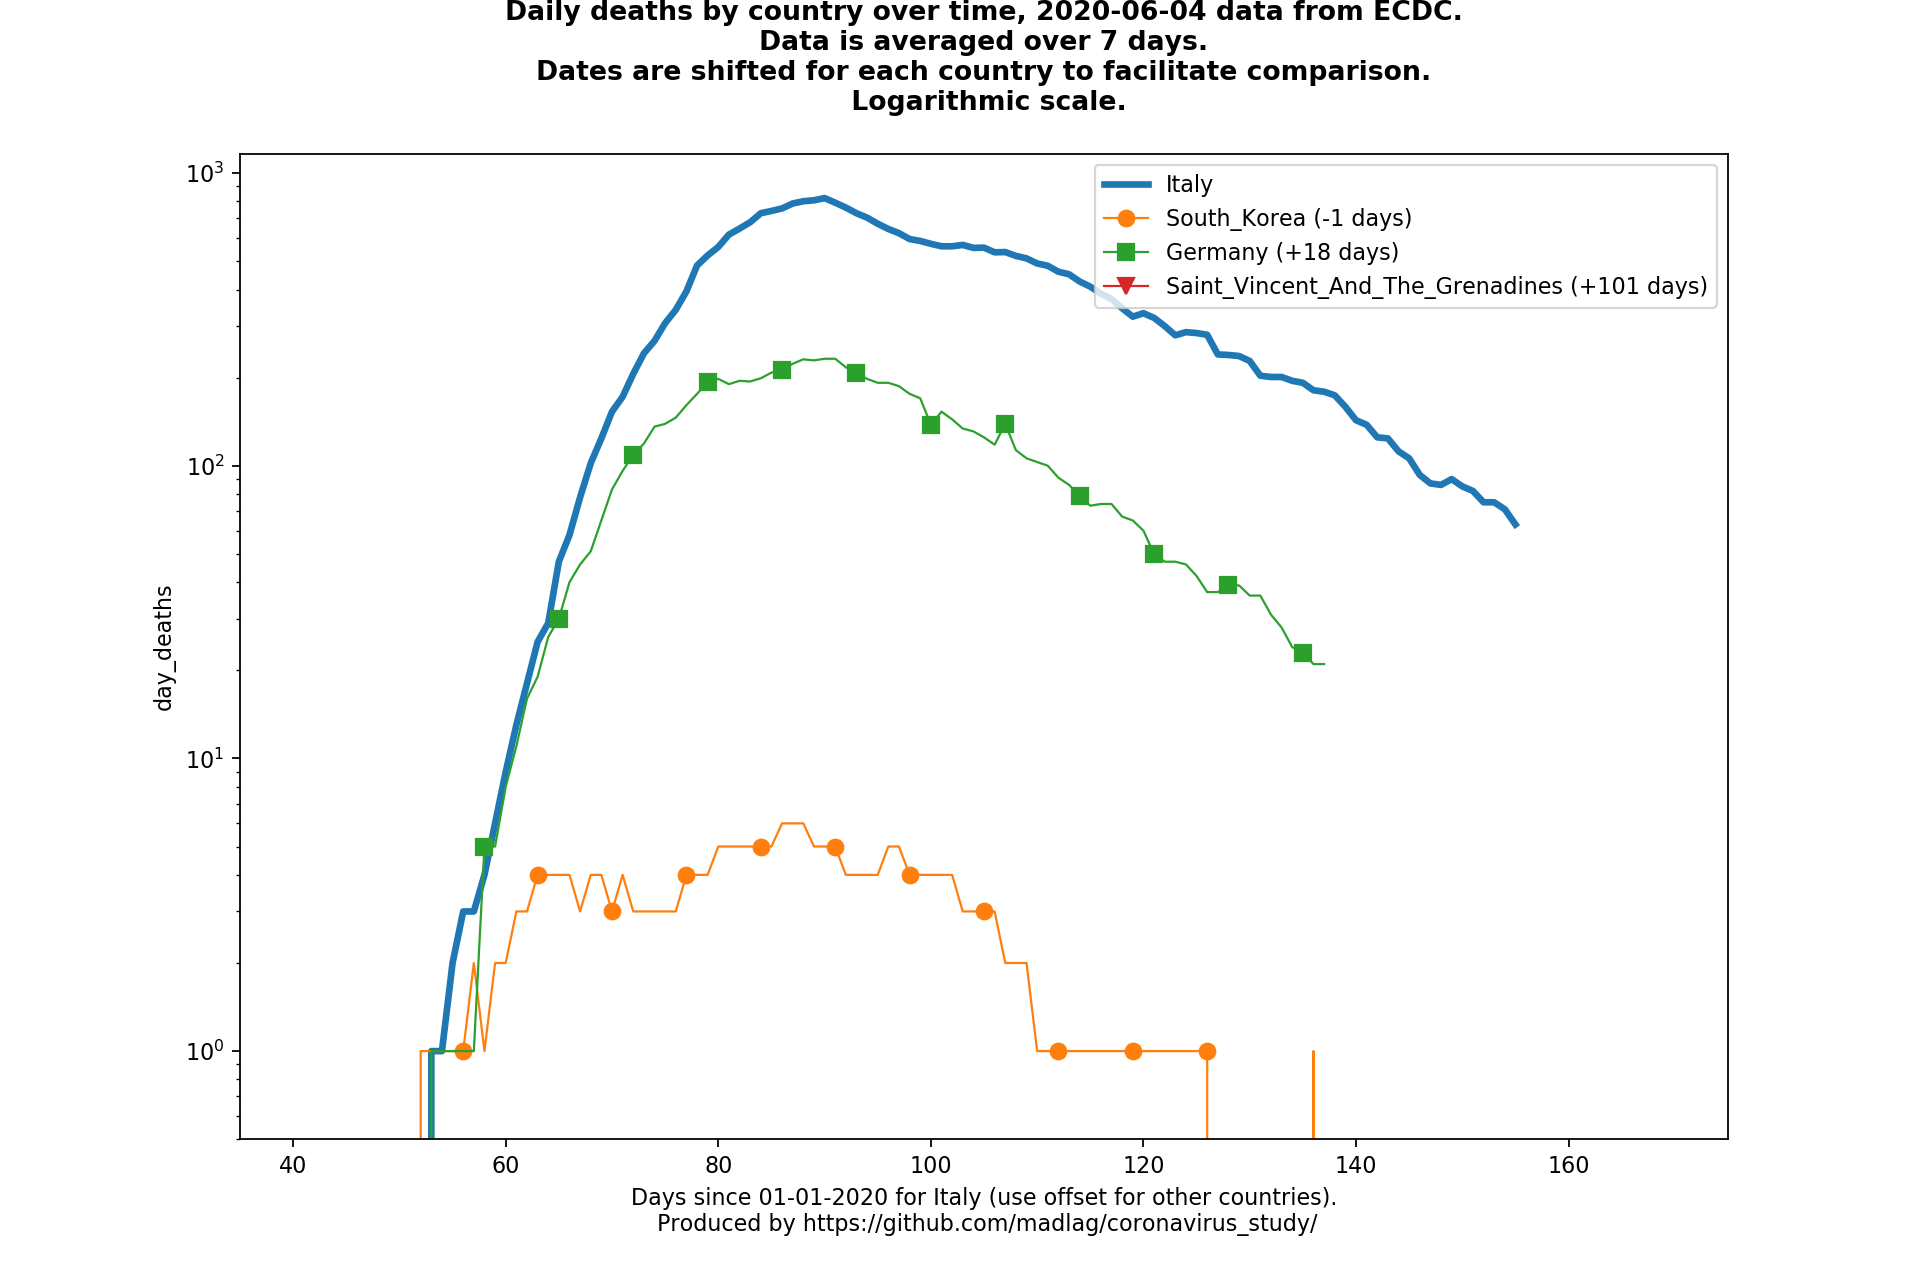 Daily deaths by country over time, 2020-06-04 data from ECDC.
Data is averaged over 7 days.
Dates are shifted for each country to facilitate comparison.
Logarithmic scale.
10³
10²
10¹
10⁰
day_deaths
Italy
South_Korea (-1 days)
Germany (+18 days)
Saint_Vincent_And_The_Grenadines (+101 days)
40 60 80 100 120 140 160
Days since 01-01-2020 for Italy (use offset for other countries).
Produced by https://github.com/madlag/coronavirus_study/